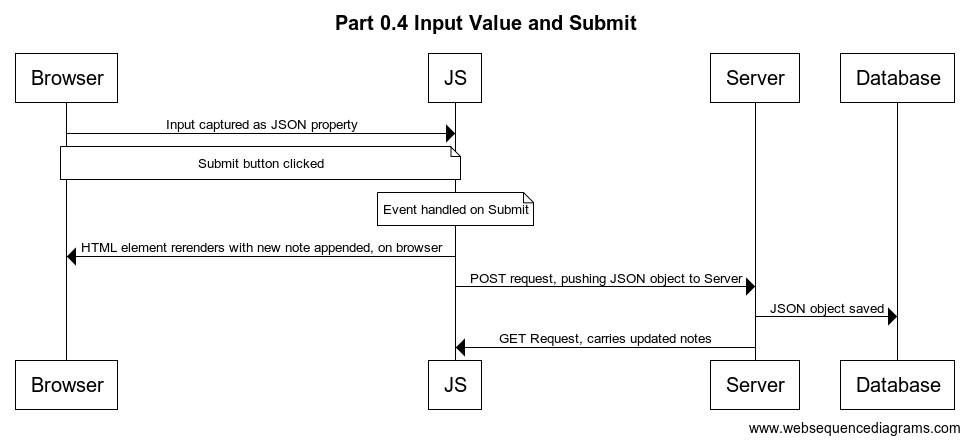 Part 0.4 Input Value and Submit
Browser
JS
Server
Database
Input captured as JSON property
Submit button clicked
Event handled on Submit
HTML element rerenders with new note appended, on browser
POST request, pushing JSON object to Server
JSON object saved
GET Request, carries updated notes
Browser
JS
Server
Database
www.websequencediagrams.com